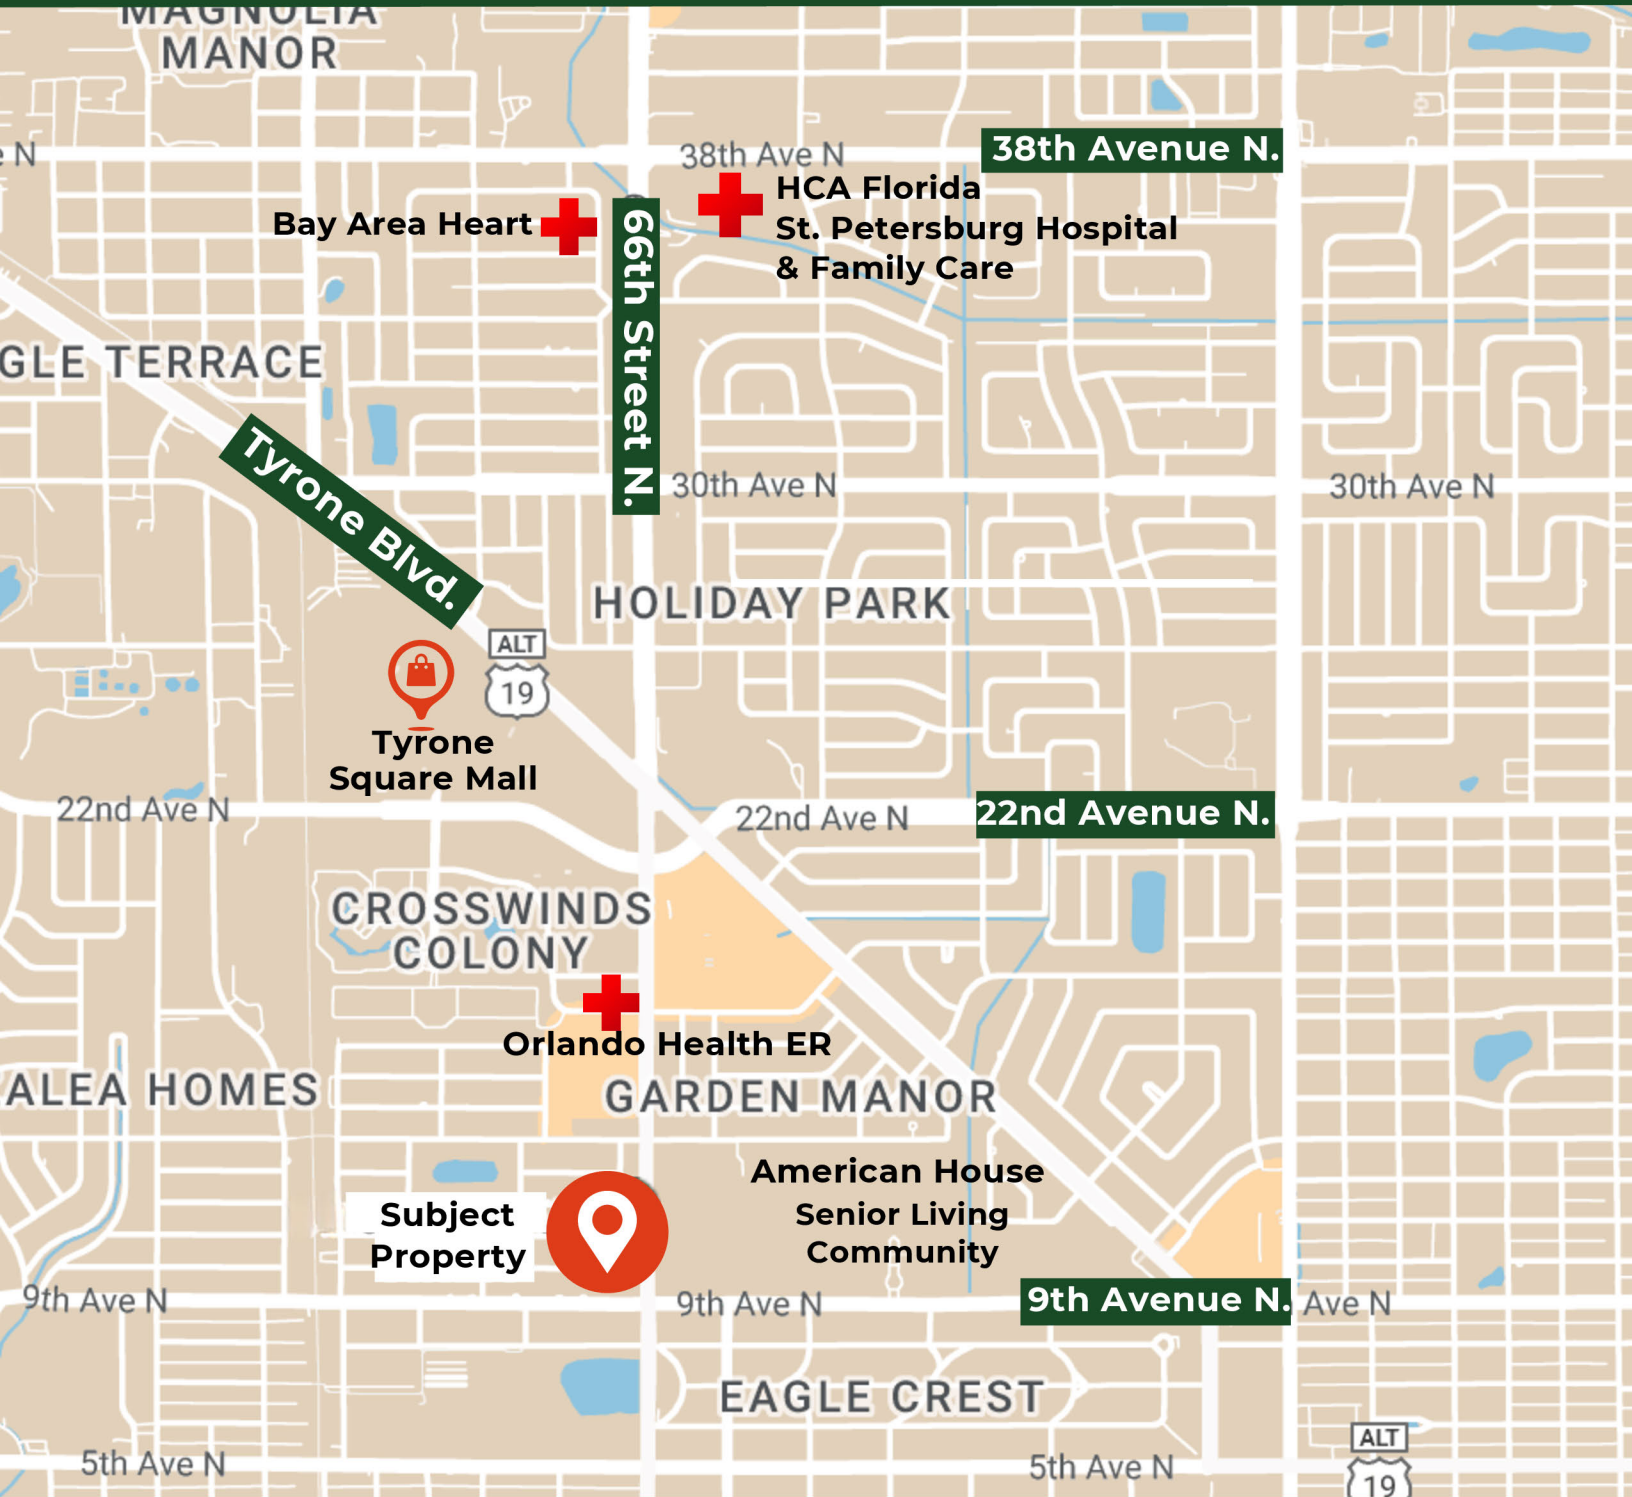 MAGNOLIA
MANOR
38th Ave N
38th Avenue N.
N
HCA Florida
St. Petersburg Hospital
& Family Care
Bay Area Heart
66th Street N.
GLE TERRACE
Tyrone Blvd.
30th Ave N
30th Ave N
HOLIDAY PARK
ALT
19
Tyrone
Square Mall
22nd Ave N
22nd Ave N
22nd Avenue N.
CROSSWINDS
COLONY
Orlando Health ER
ALEA HOMES
GARDEN MANOR
American House
Senior Living
Community
Subject
Property
9th Ave N
9th Ave N
9th Avenue N.
Ave N
EAGLE CREST
ALT
19
5th Ave N
5th Ave N